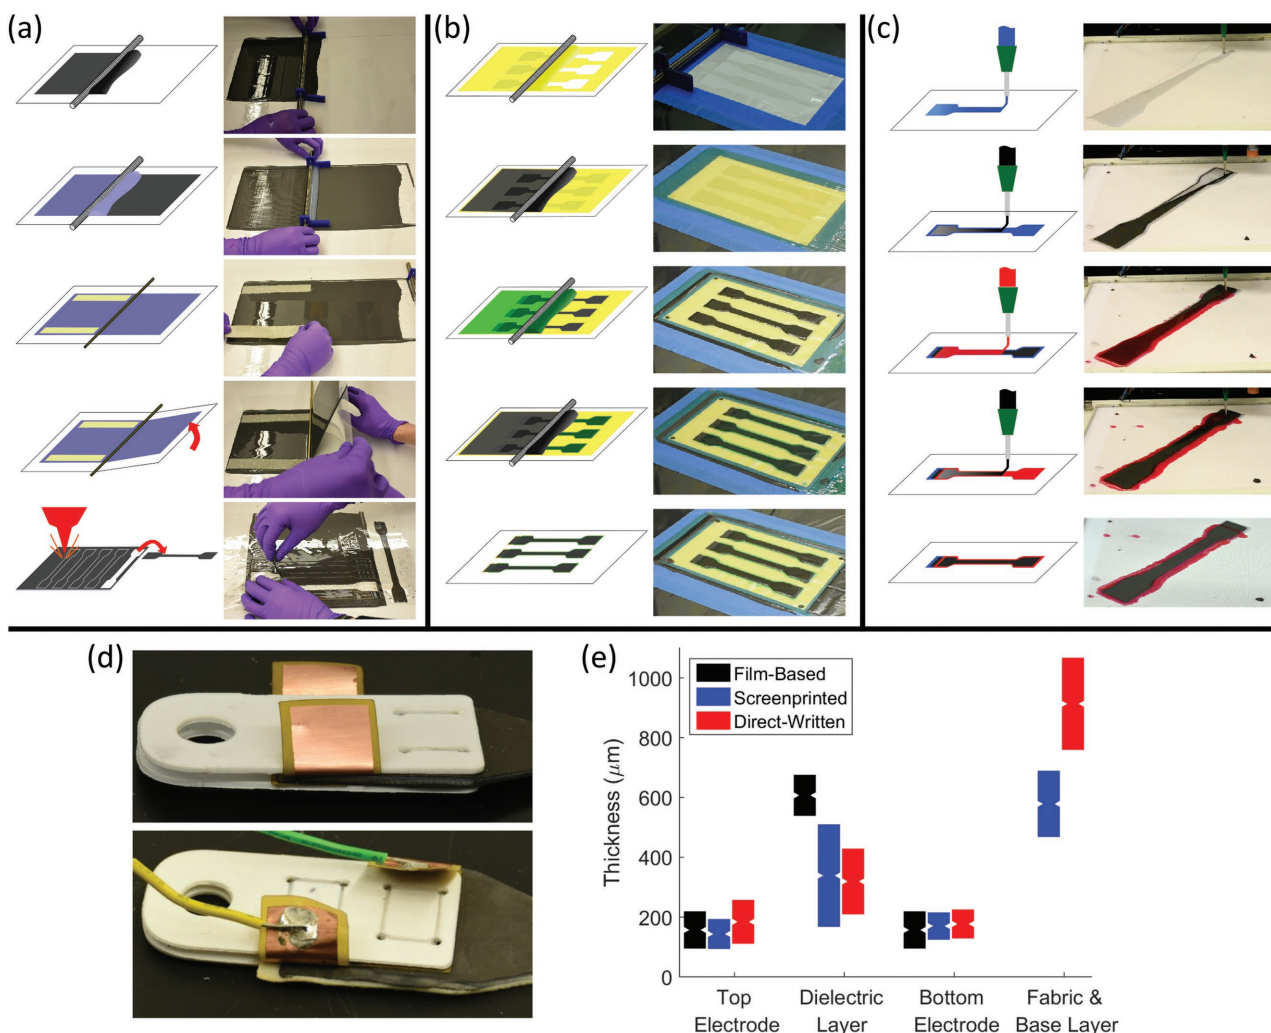 (a)
(b)
(c)
(d)
(e)
Film-Based
Screenprinted
Direct-Written
Thickness (μm)
1000
800
600
400
200
0
Top
Electrode
Dielectric
Layer
Bottom
Electrode
Fabric &
Base Layer